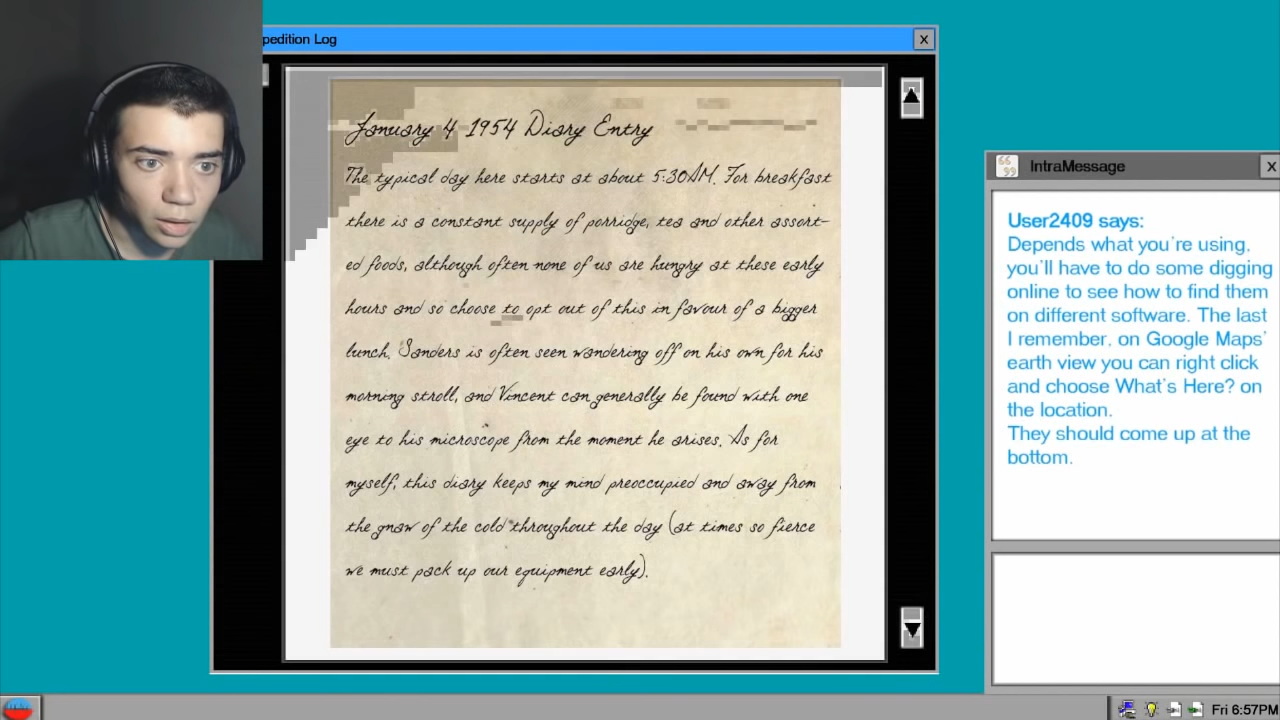 pedition Log
January 4 1954 Diary Entry
The typical day here starts at about 5:30AM. For breakfast
there is a constant supply of porridge, tea and other assort-
ed foods, although often none of us are hungry at these early
hours and so choose to opt out of this in favour of a bigger
lunch. Sanders is often seen wandering off on his own for his
morning stroll, and Vincent can generally be found with one
eye to his microscope from the moment he arises. As for
myself, this diary keeps my mind preoccupied and away from
the gnaw of the cold throughout the day (at times so fierce
we must pack up our equipment early).
IntraMessage
User2409 says:
Depends what you're using,
you'll have to do some digging
online to see how to find them
on different software. The last
I remember, on Google Maps'
earth view you can right click
and choose What's Here? on
the location.
They should come up at the
bottom.
Fri 6:57PM